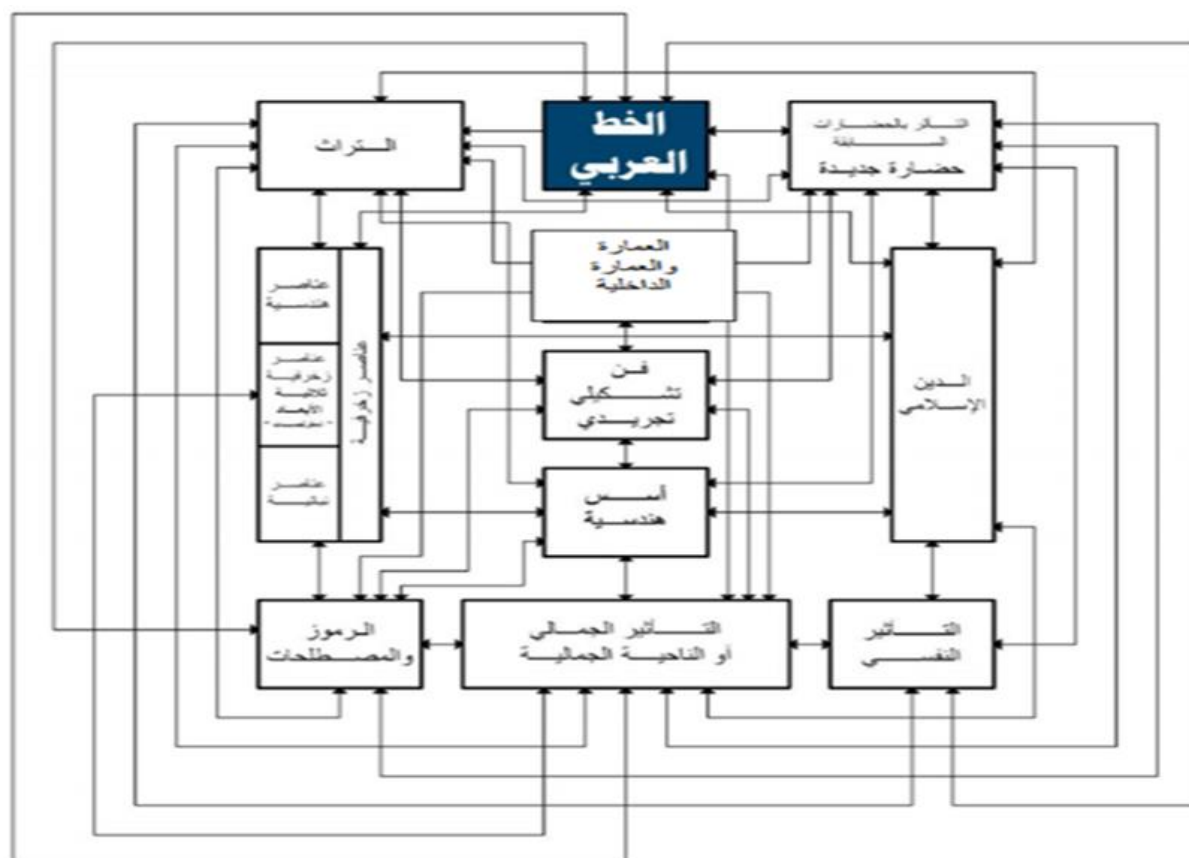 التأثر بالحضارات
السابقة
حضارة جديدة
الخط
العربي
التراث
العمارة
والعمارة
الداخلية
الدين
الإسلامي
فن
تشكيلي
تجريدي
أسس
هندسية
عناصر زخرفية
عناصر
هندسية
عناصر
زخرفية
ثلاثية
الأبعاد
عناصر
نباتية
التأثير
النفسي
التأثير الجمالي
أو الناحية الجمالية
الرموز
والمصطلحات